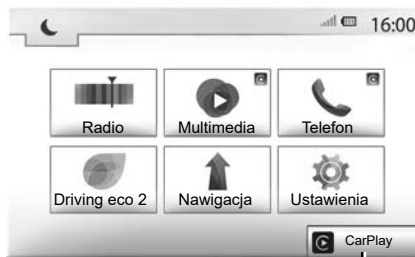 16:00
Radio
Multimedia
Telefon
Driving eco 2
Nawigacja
Ustawienia
CarPlay